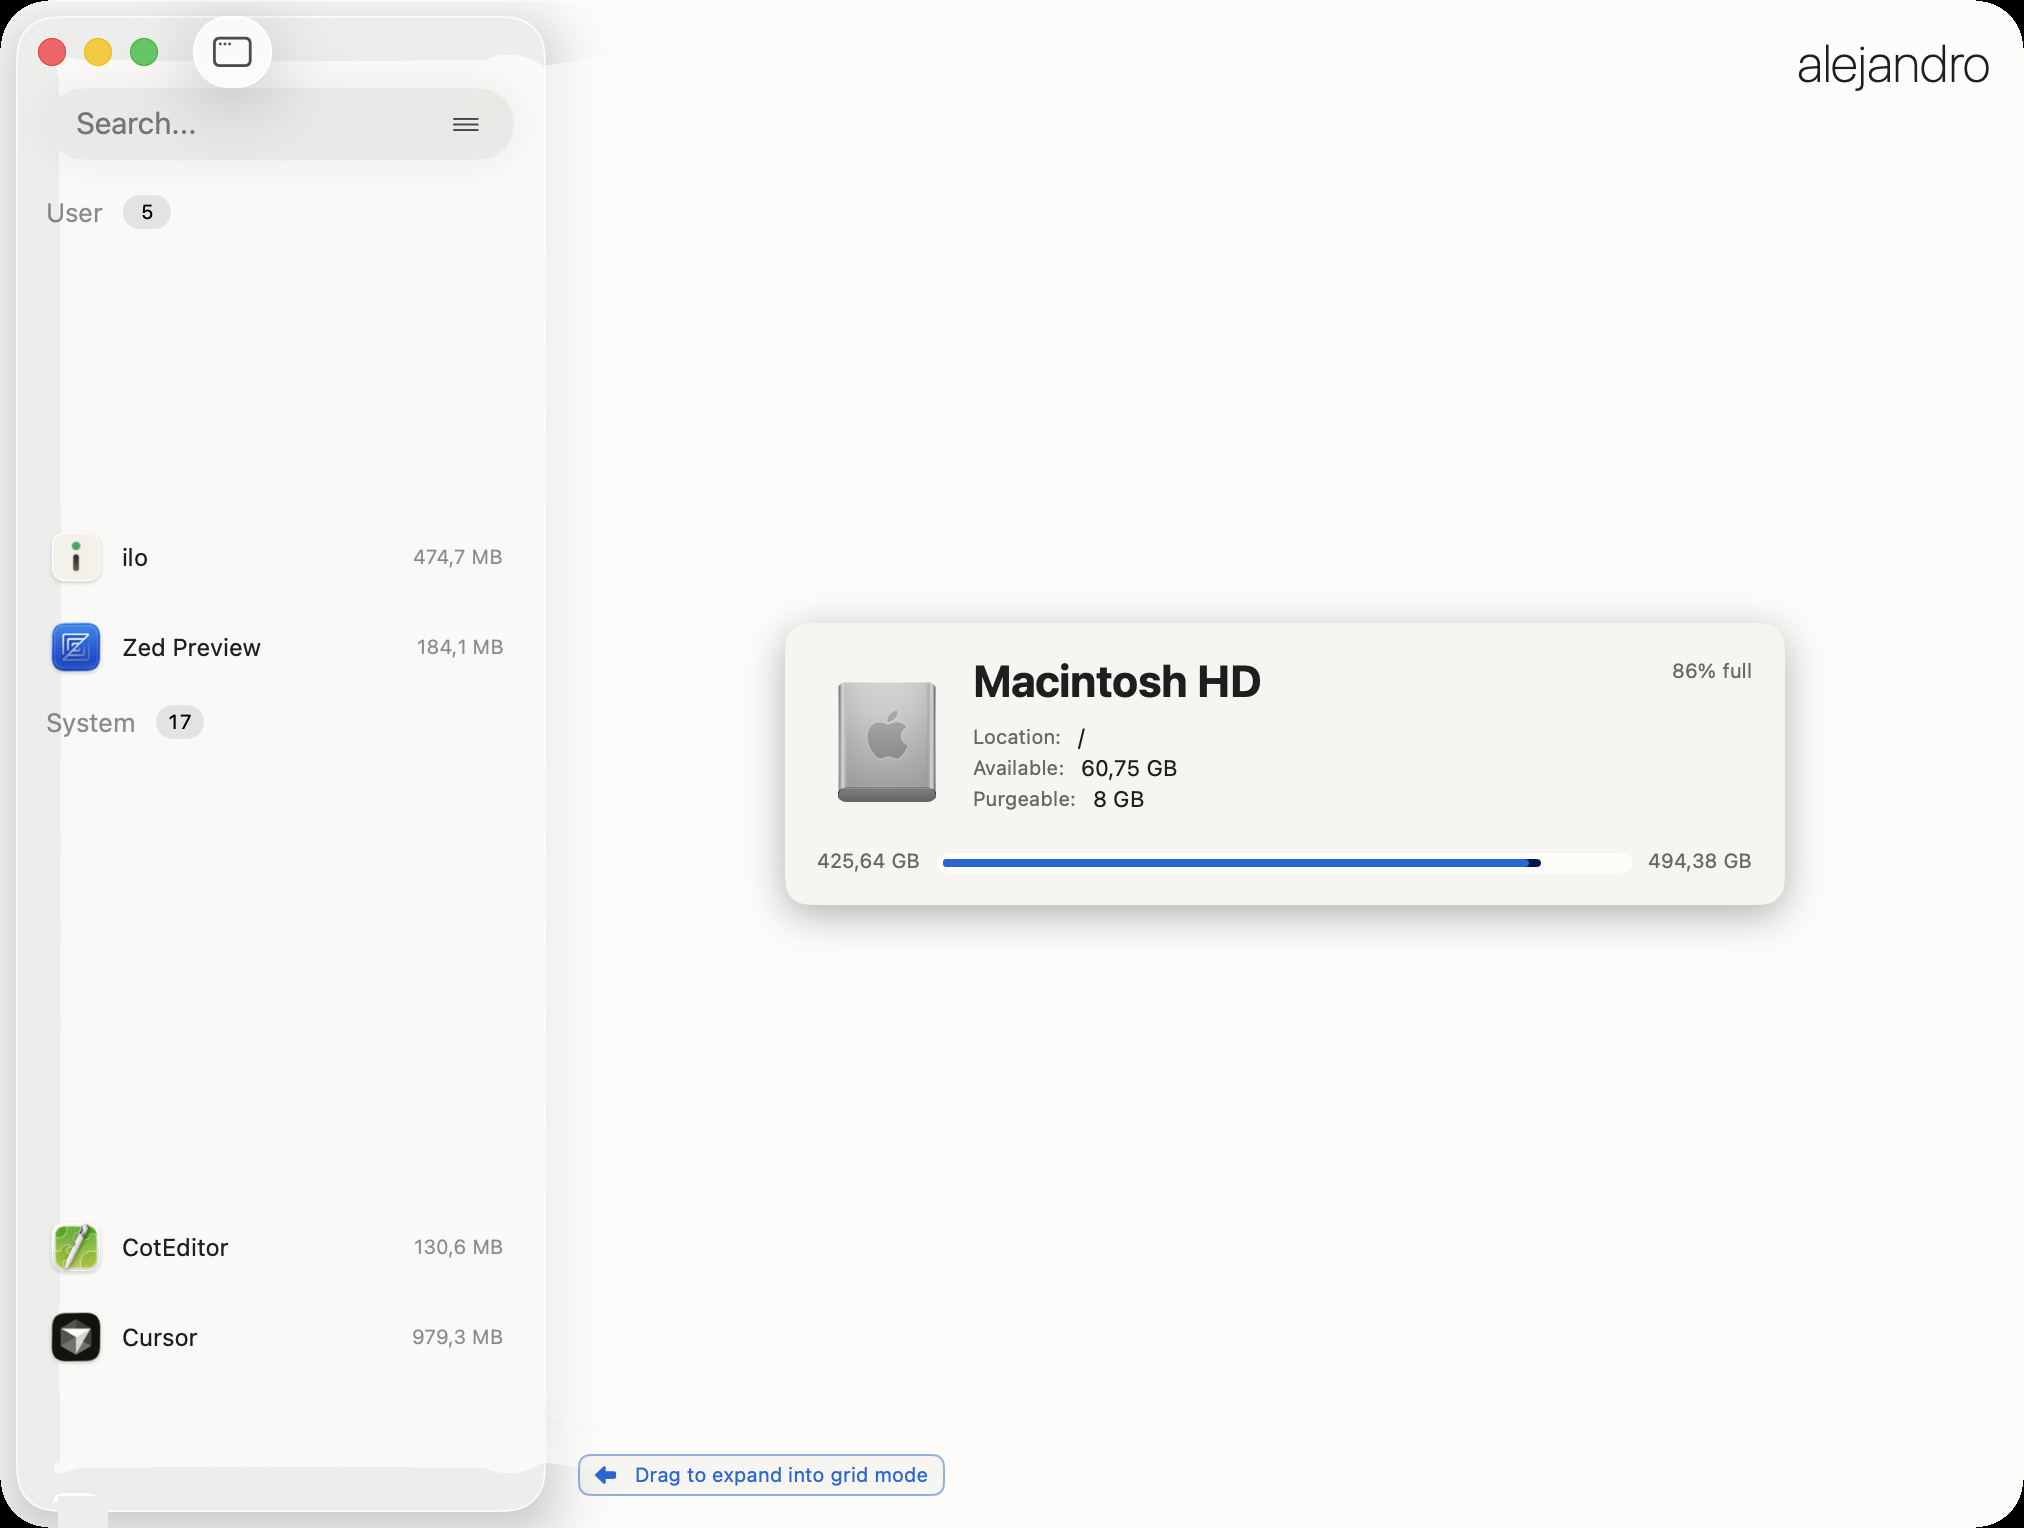 alejandro
Search...
User 5
ilo 474,7 MB
Zed Preview 184,1 MB
System 17
CotEditor 130,6 MB
Cursor 979,3 MB
Macintosh HD
86% full
Location: /
Available: 60,75 GB
Purgeable: 8 GB
425,64 GB 494,38 GB
Drag to expand into grid mode